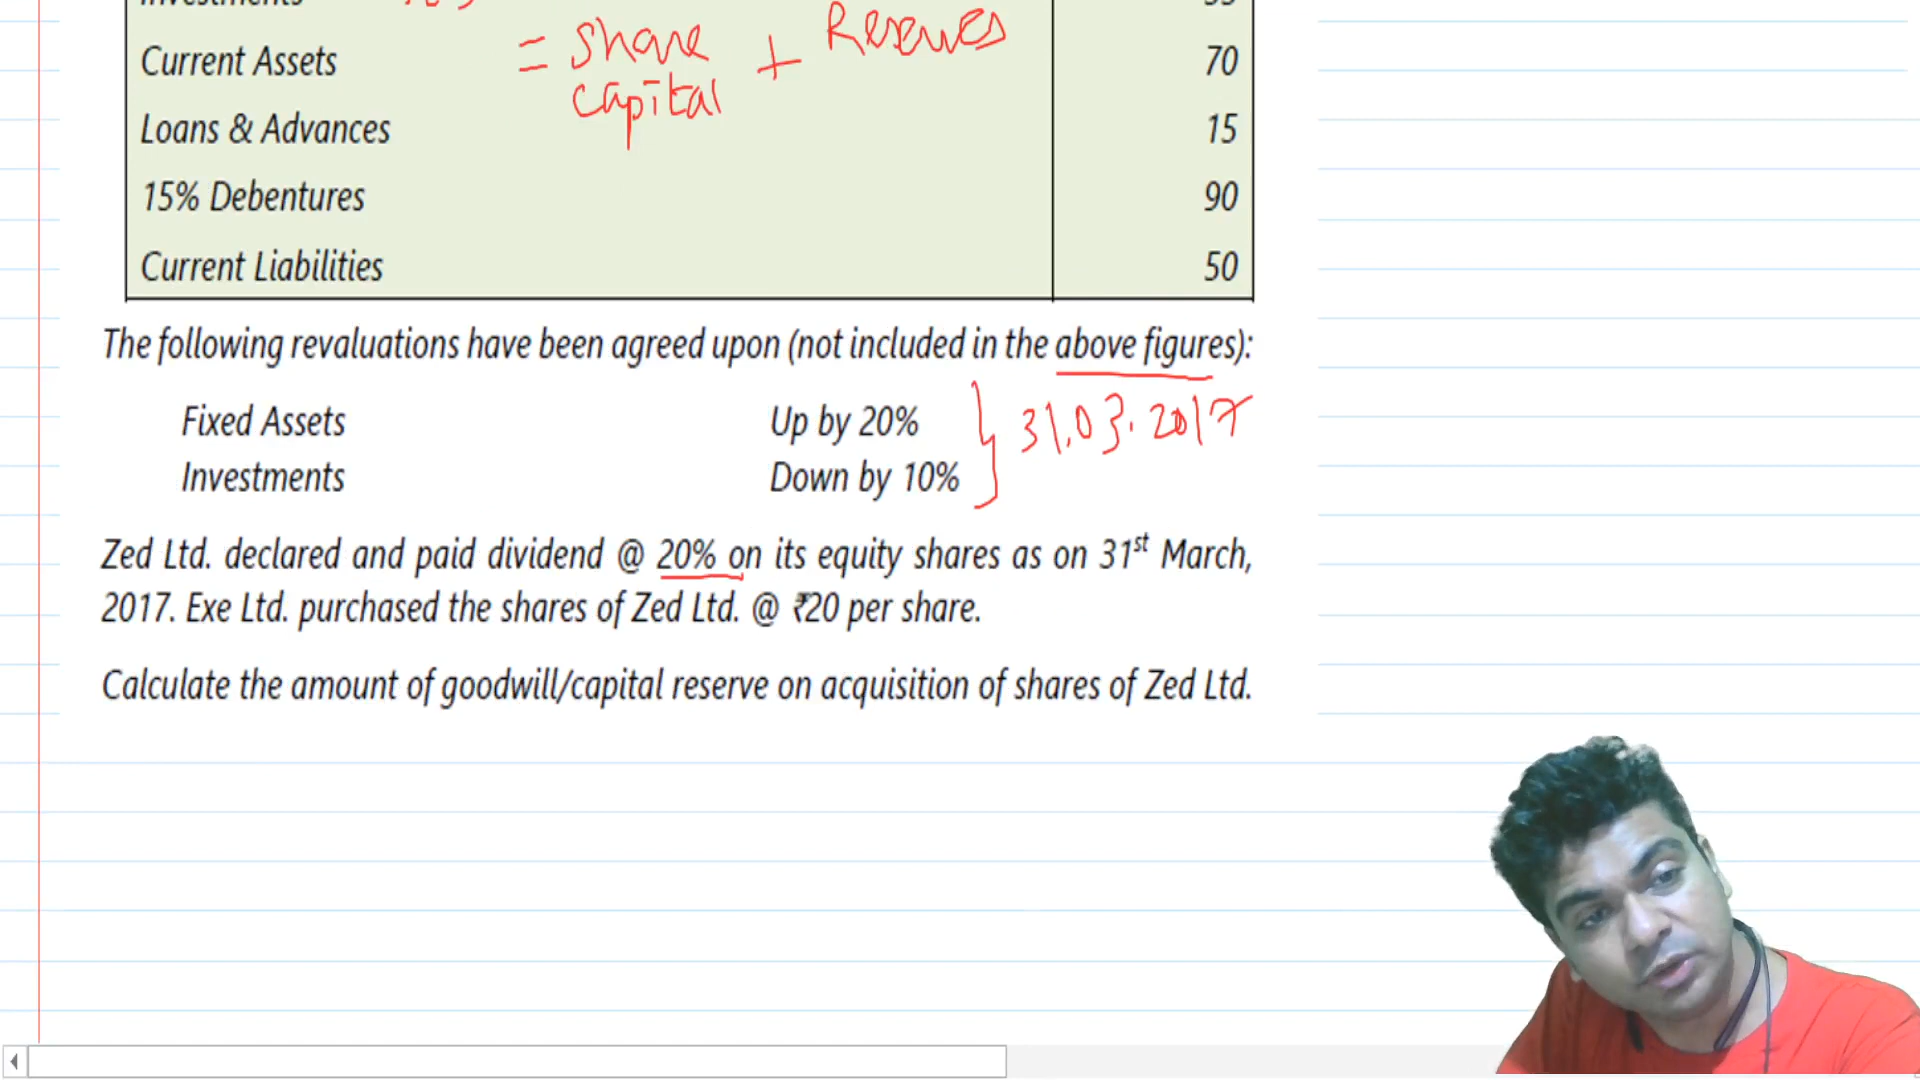 Investments
= Share + Reserves
capital
Current Assets 70
Loans & Advances 15
15% Debentures 90
Current Liabilities 50
The following revaluations have been agreed upon (not included in the above figures):
Fixed Assets Up by 20%
Investments Down by 10%
} 31.03.2017
Zed Ltd. declared and paid dividend @ 20% on its equity shares as on 31st March,
2017. Exe Ltd. purchased the shares of Zed Ltd. @ ₹20 per share.
Calculate the amount of goodwill/capital reserve on acquisition of shares of Zed Ltd.